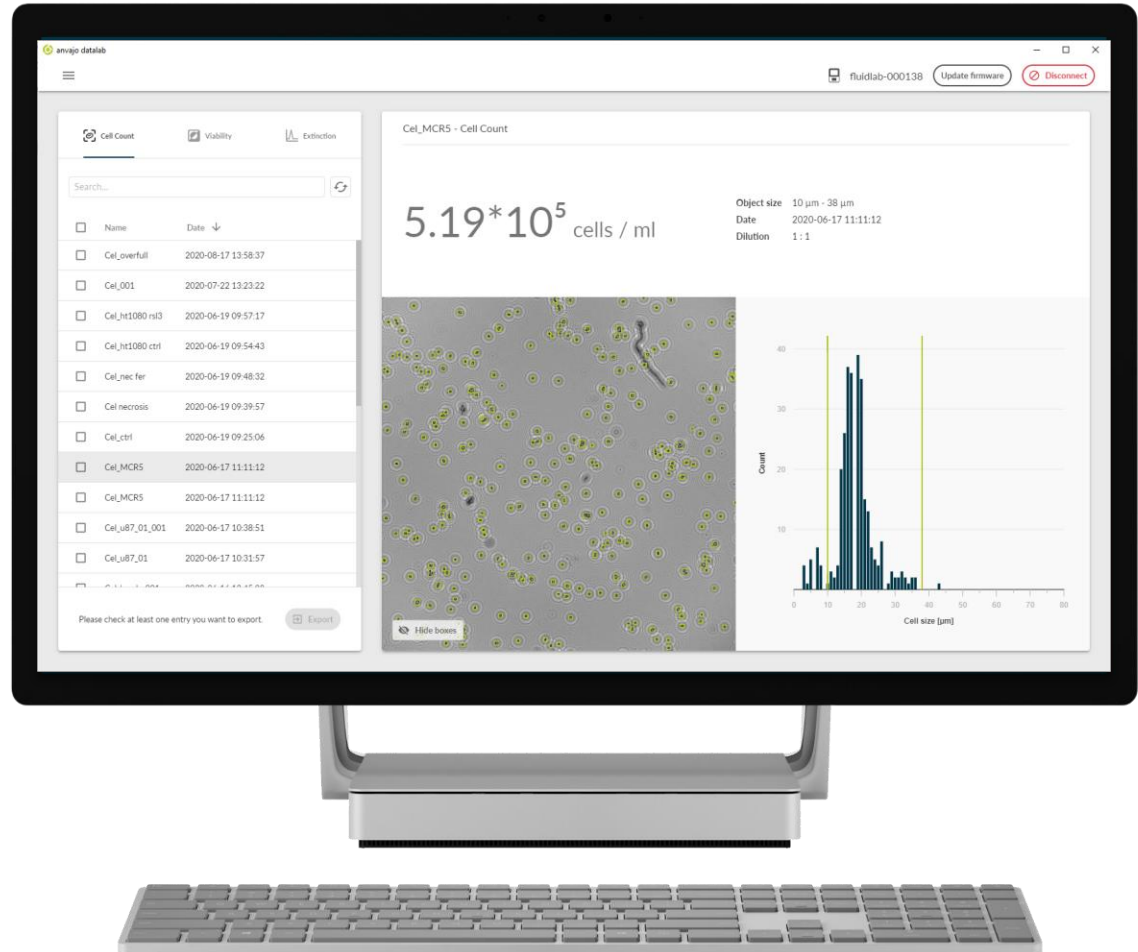 anvajo datalab
fluidlab-000138 Update firmware Disconnect
Cell Count Viability Extinction
Search...
Name Date
Cel_overfull 2020-08-17 13:58:37
Cel_001 2020-07-22 13:23:22
Cel_ht1080 rsl3 2020-06-19 09:57:17
Cel_ht1080 ctrl 2020-06-19 09:54:43
Cel_nec fer 2020-06-19 09:48:32
Cel necrosis 2020-06-19 09:39:57
Cel_ctrl 2020-06-19 09:25:06
Cel_MCR5 2020-06-17 11:11:12
Cel_MCR5 2020-06-17 11:11:12
Cel_u87_01_001 2020-06-17 10:38:51
Cel_u87_01 2020-06-17 10:31:57
Please check at least one entry you want to export. Export
Cel_MCR5 - Cell Count
5.19*10⁵ cells / ml
Object size 10 µm - 38 µm
Date 2020-06-17 11:11:12
Dilution 1 : 1
Hide boxes
Count
40
30
20
10
0 10 20 30 40 50 60 70 80
Cell size [µm]